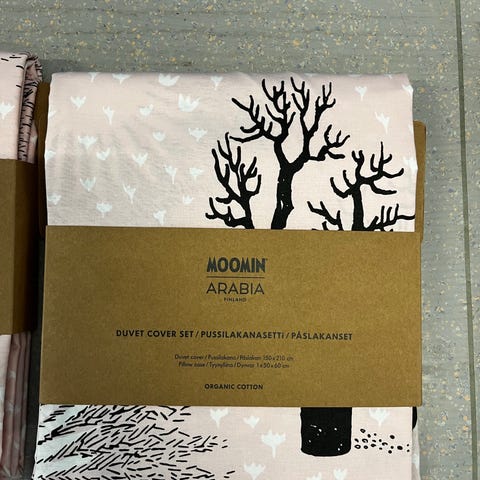 MOOMIN
ARABIA
FINLAND
DUVET COVER SET / PUSSILAKANASETTI / PÅSLAKANSET
Duvet cover / Pussilakana / Påslakan 150 x 210 cm
Pillow case / Tyynyliina / Dynvar 1 x 50 x 60 cm
ORGANIC COTTON